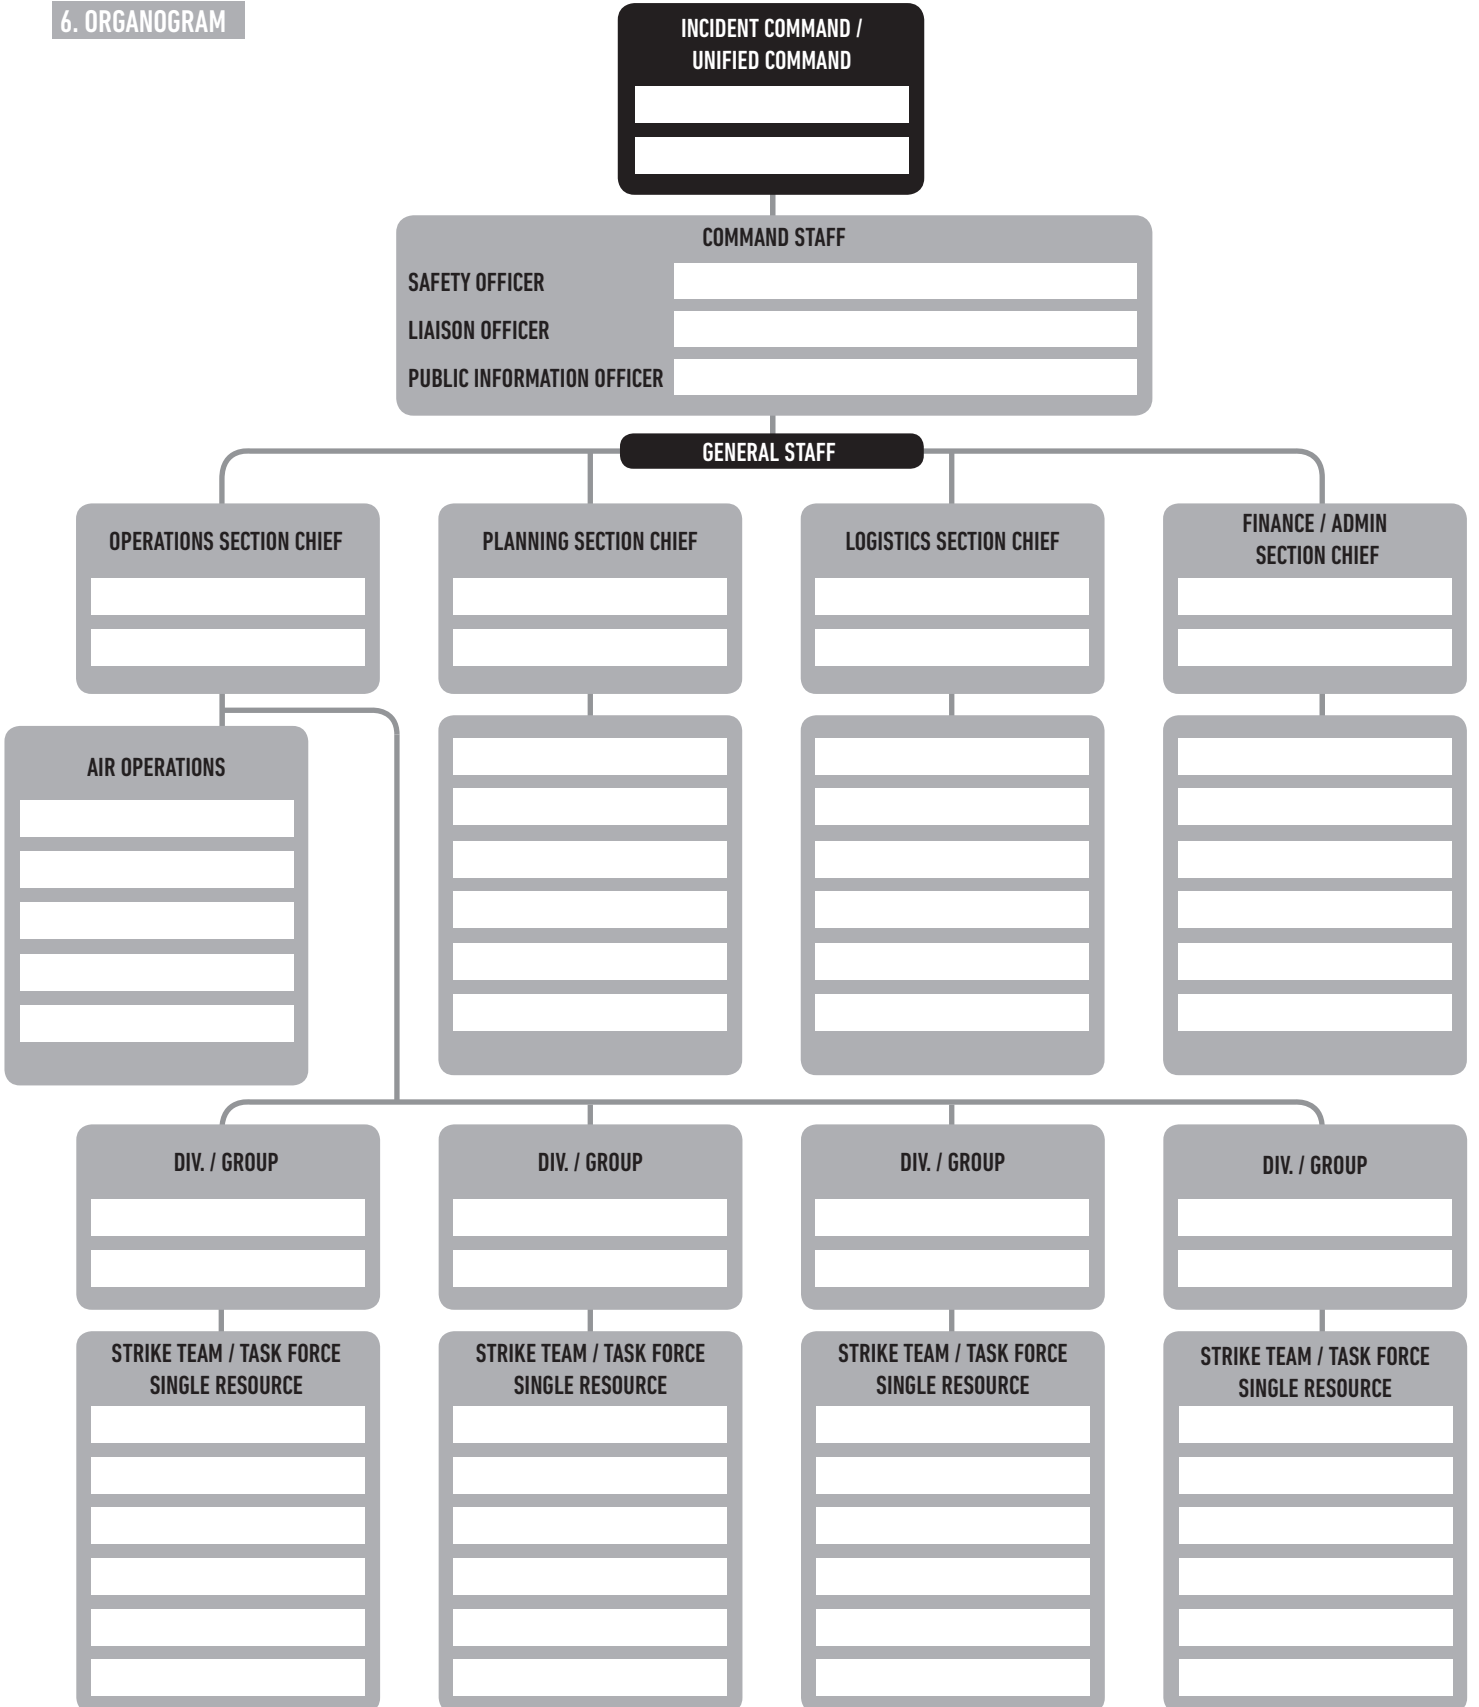 6. ORGANOGRAM
INCIDENT COMMAND /
UNIFIED COMMAND
COMMAND STAFF
SAFETY OFFICER
LIAISON OFFICER
PUBLIC INFORMATION OFFICER
GENERAL STAFF
OPERATIONS SECTION CHIEF
PLANNING SECTION CHIEF
LOGISTICS SECTION CHIEF
FINANCE / ADMIN
SECTION CHIEF
AIR OPERATIONS
DIV. / GROUP
DIV. / GROUP
DIV. / GROUP
DIV. / GROUP
STRIKE TEAM / TASK FORCE
SINGLE RESOURCE
STRIKE TEAM / TASK FORCE
SINGLE RESOURCE
STRIKE TEAM / TASK FORCE
SINGLE RESOURCE
STRIKE TEAM / TASK FORCE
SINGLE RESOURCE